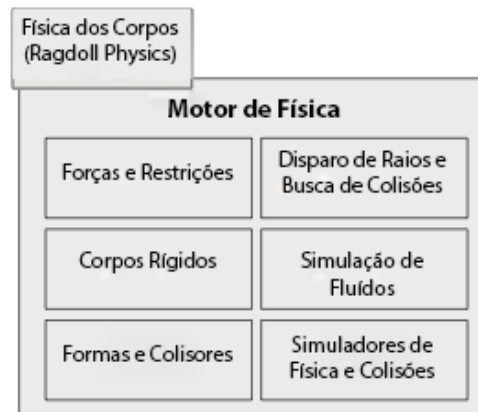 Física dos Corpos
(Ragdoll Physics)
Motor de Física
Forças e Restrições
Disparo de Raios e
Busca de Colisões
Corpos Rígidos
Simulação de
Fluídos
Formas e Colisores
Simuladores de
Física e Colisões